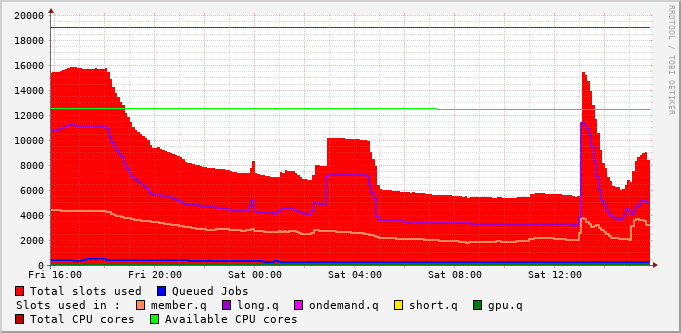 20000
18000
16000
14000
12000
10000
8000
6000
4000
2000
0
Fri 16:00 Fri 20:00 Sat 00:00 Sat 04:00 Sat 08:00 Sat 12:00
RRDTOOL / TOBI OETIKER
Total slots used Queued Jobs
Slots used in : member.q long.q ondemand.q short.q gpu.q
Total CPU cores Available CPU cores